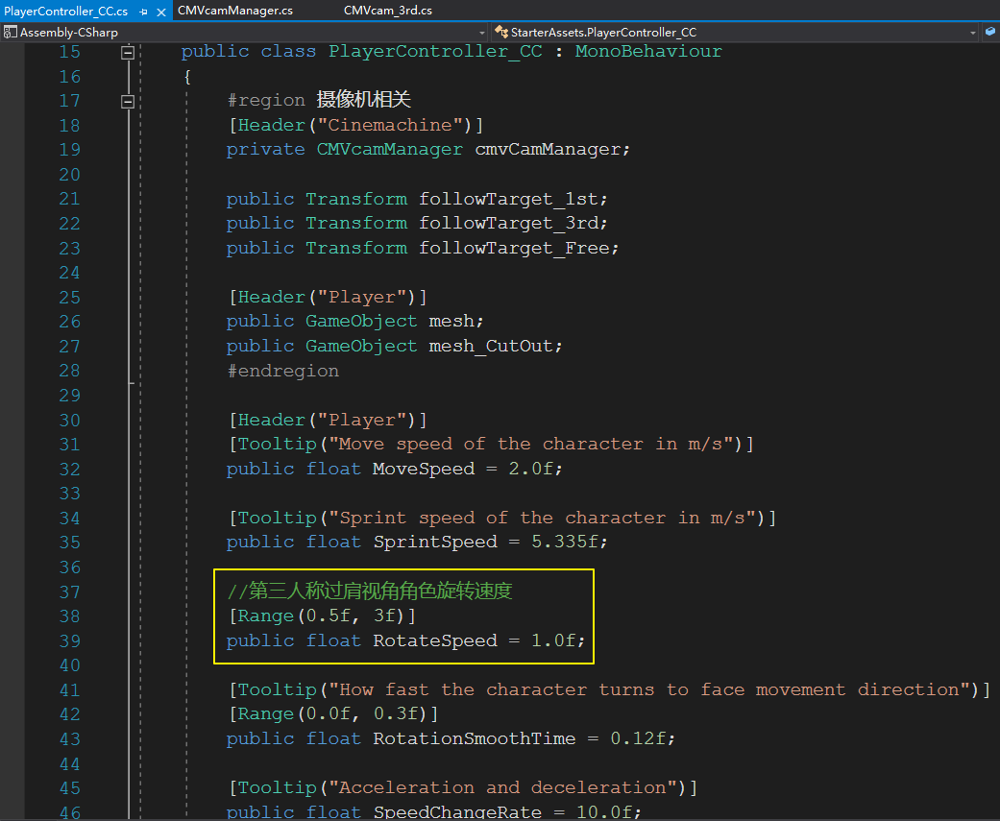 PlayerController_CC.cs CMVcamManager.cs CMVcam_3rd.cs
Assembly-CSharp StarterAssets.PlayerController_CC
15 public class PlayerController_CC : MonoBehaviour
16 {
17 #region 摄像机相关
18 [Header("Cinemachine")]
19 private CMVcamManager cmvCamManager;
20
21 public Transform followTarget_1st;
22 public Transform followTarget_3rd;
23 public Transform followTarget_Free;
24
25 [Header("Player")]
26 public GameObject mesh;
27 public GameObject mesh_CutOut;
28 #endregion
29
30 [Header("Player")]
31 [Tooltip("Move speed of the character in m/s")]
32 public float MoveSpeed = 2.0f;
33
34 [Tooltip("Sprint speed of the character in m/s")]
35 public float SprintSpeed = 5.335f;
36
37 //第三人称过肩视角角色旋转速度
38 [Range(0.5f, 3f)]
39 public float RotateSpeed = 1.0f;
40
41 [Tooltip("How fast the character turns to face movement direction")]
42 [Range(0.0f, 0.3f)]
43 public float RotationSmoothTime = 0.12f;
44
45 [Tooltip("Acceleration and deceleration")]
46 public float SpeedChangeRate = 10.0f;